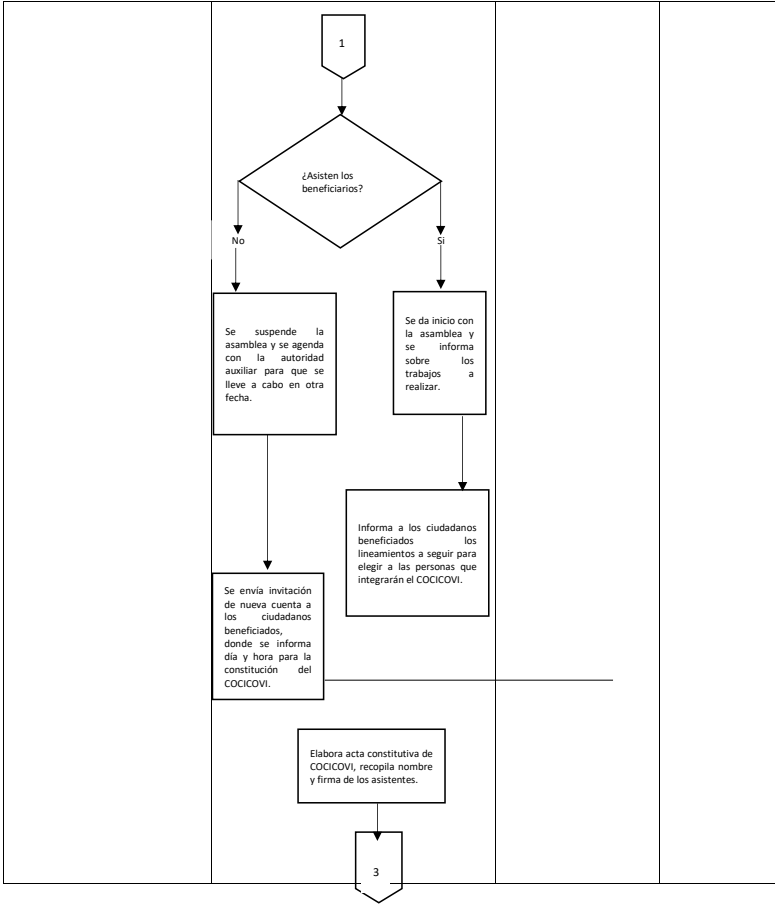 1
¿Asisten los
beneficiarios?
No
Si
Se suspende la
asamblea y se agenda
con la autoridad
auxiliar para que se
lleve a cabo en otra
fecha.
Se da inicio con
la asamblea y
se informa
sobre los
trabajos a
realizar.
Informa a los ciudadanos
beneficiados los
lineamientos a seguir para
elegir a las personas que
integrarán el COCICOVI.
Se envía invitación
de nueva cuenta a
los ciudadanos
beneficiados,
donde se informa
día y hora para la
constitución del
COCICOVI.
Elabora acta constitutiva de
COCICOVI, recopila nombre
y firma de los asistentes.
3